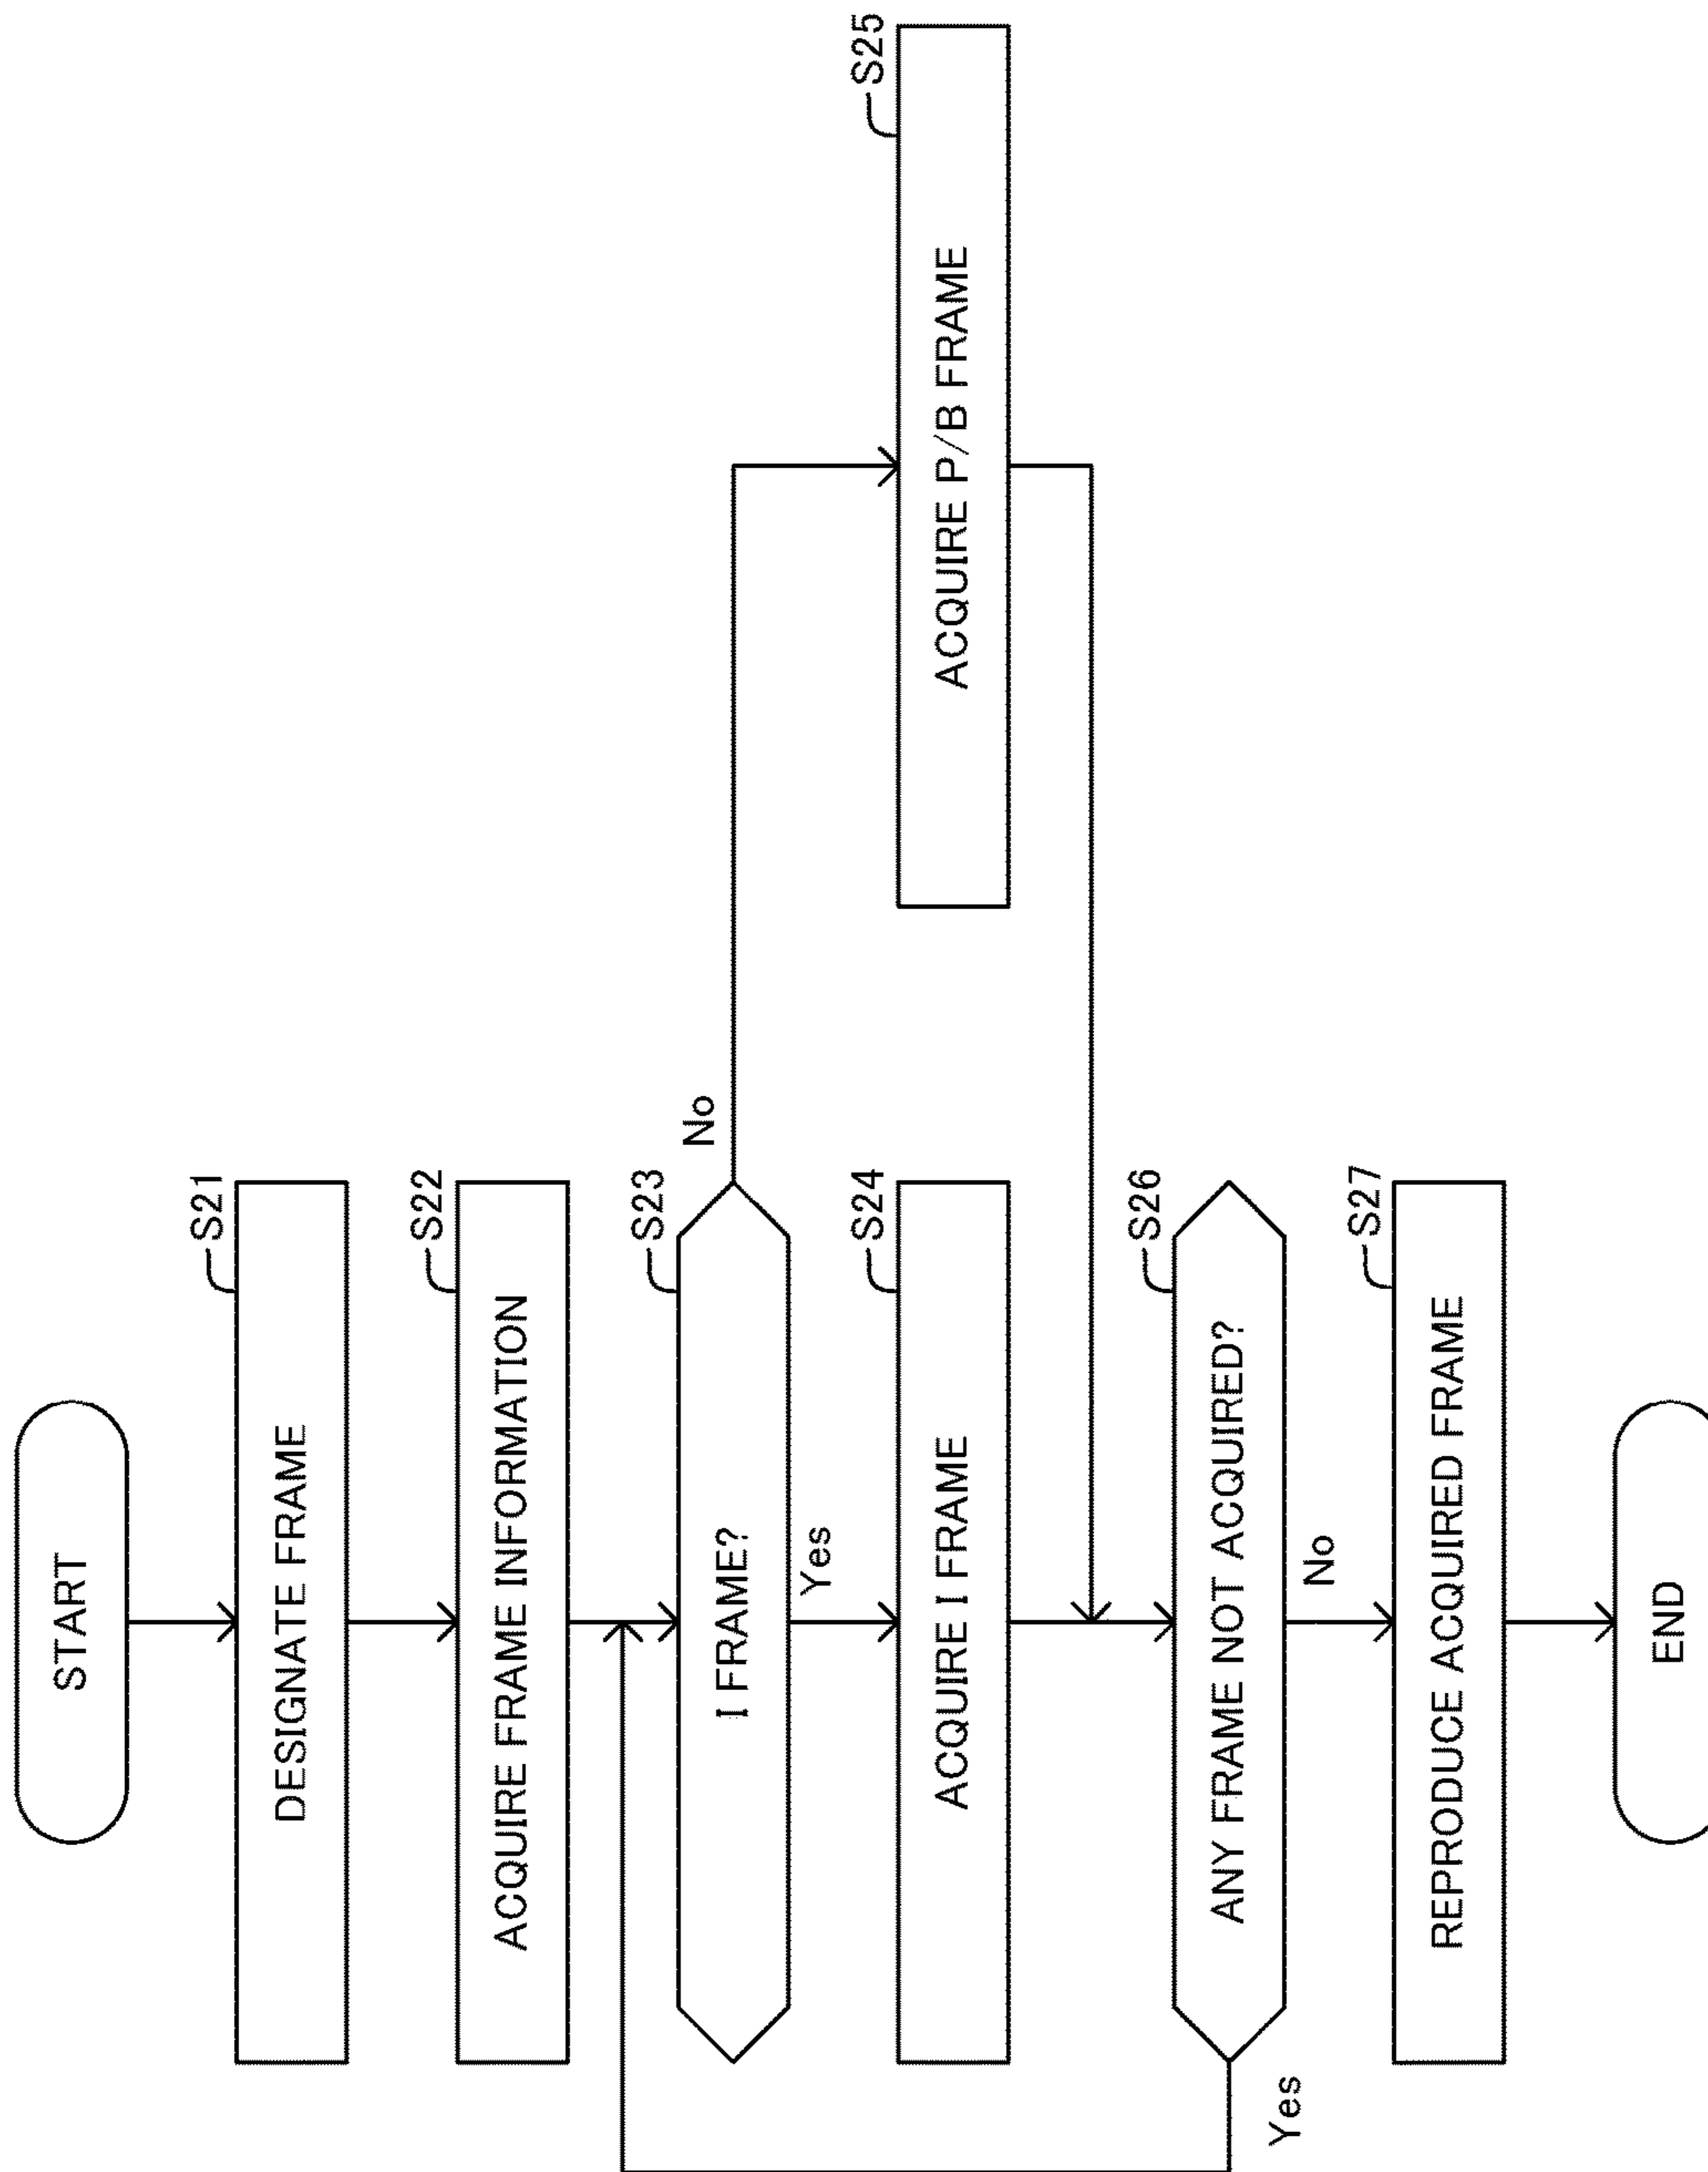 START
S21
DESIGNATE FRAME
S22
ACQUIRE FRAME INFORMATION
S23
I FRAME?
No
Yes
S24
ACQUIRE I FRAME
S25
ACQUIRE P/B FRAME
S26
ANY FRAME NOT ACQUIRED?
Yes
No
S27
REPRODUCE ACQUIRED FRAME
END